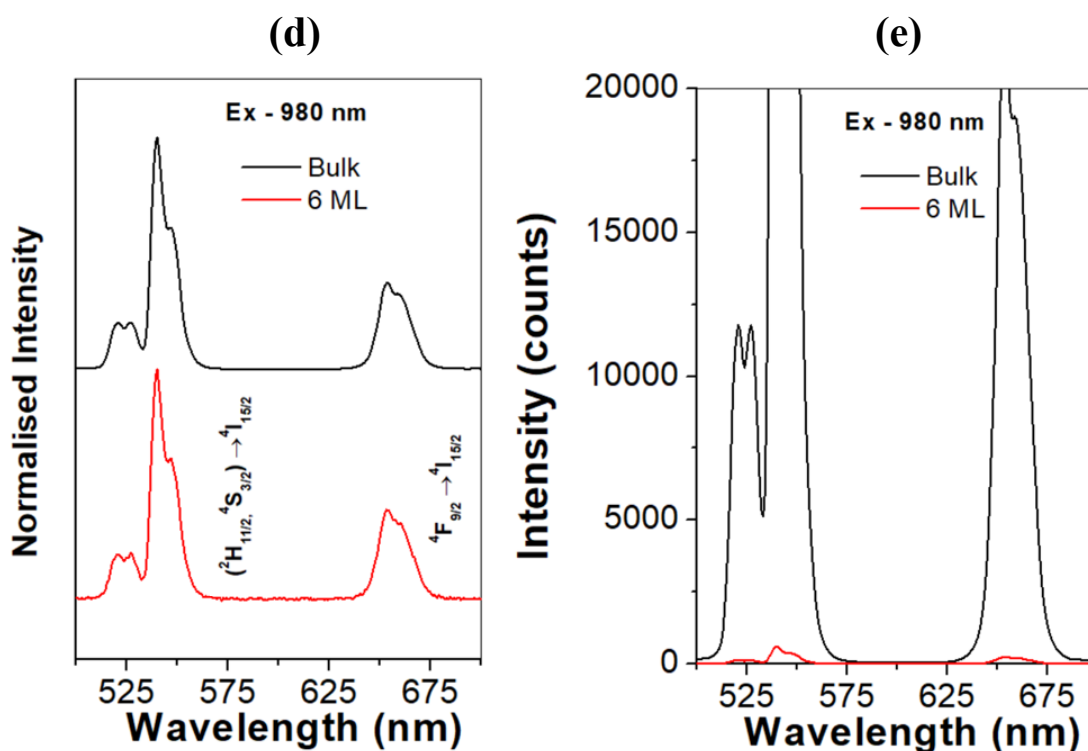 (d)
Ex - 980 nm
Bulk
6 ML
Normalised Intensity
(²H₁₁/₂, ⁴S₃/₂) → ⁴I₁₅/₂
⁴F₉/₂ → ⁴I₁₅/₂
525 575 625 675
Wavelength (nm)
(e)
Ex - 980 nm
Bulk
6 ML
Intensity (counts)
20000
15000
10000
5000
0
525 575 625 675
Wavelength (nm)